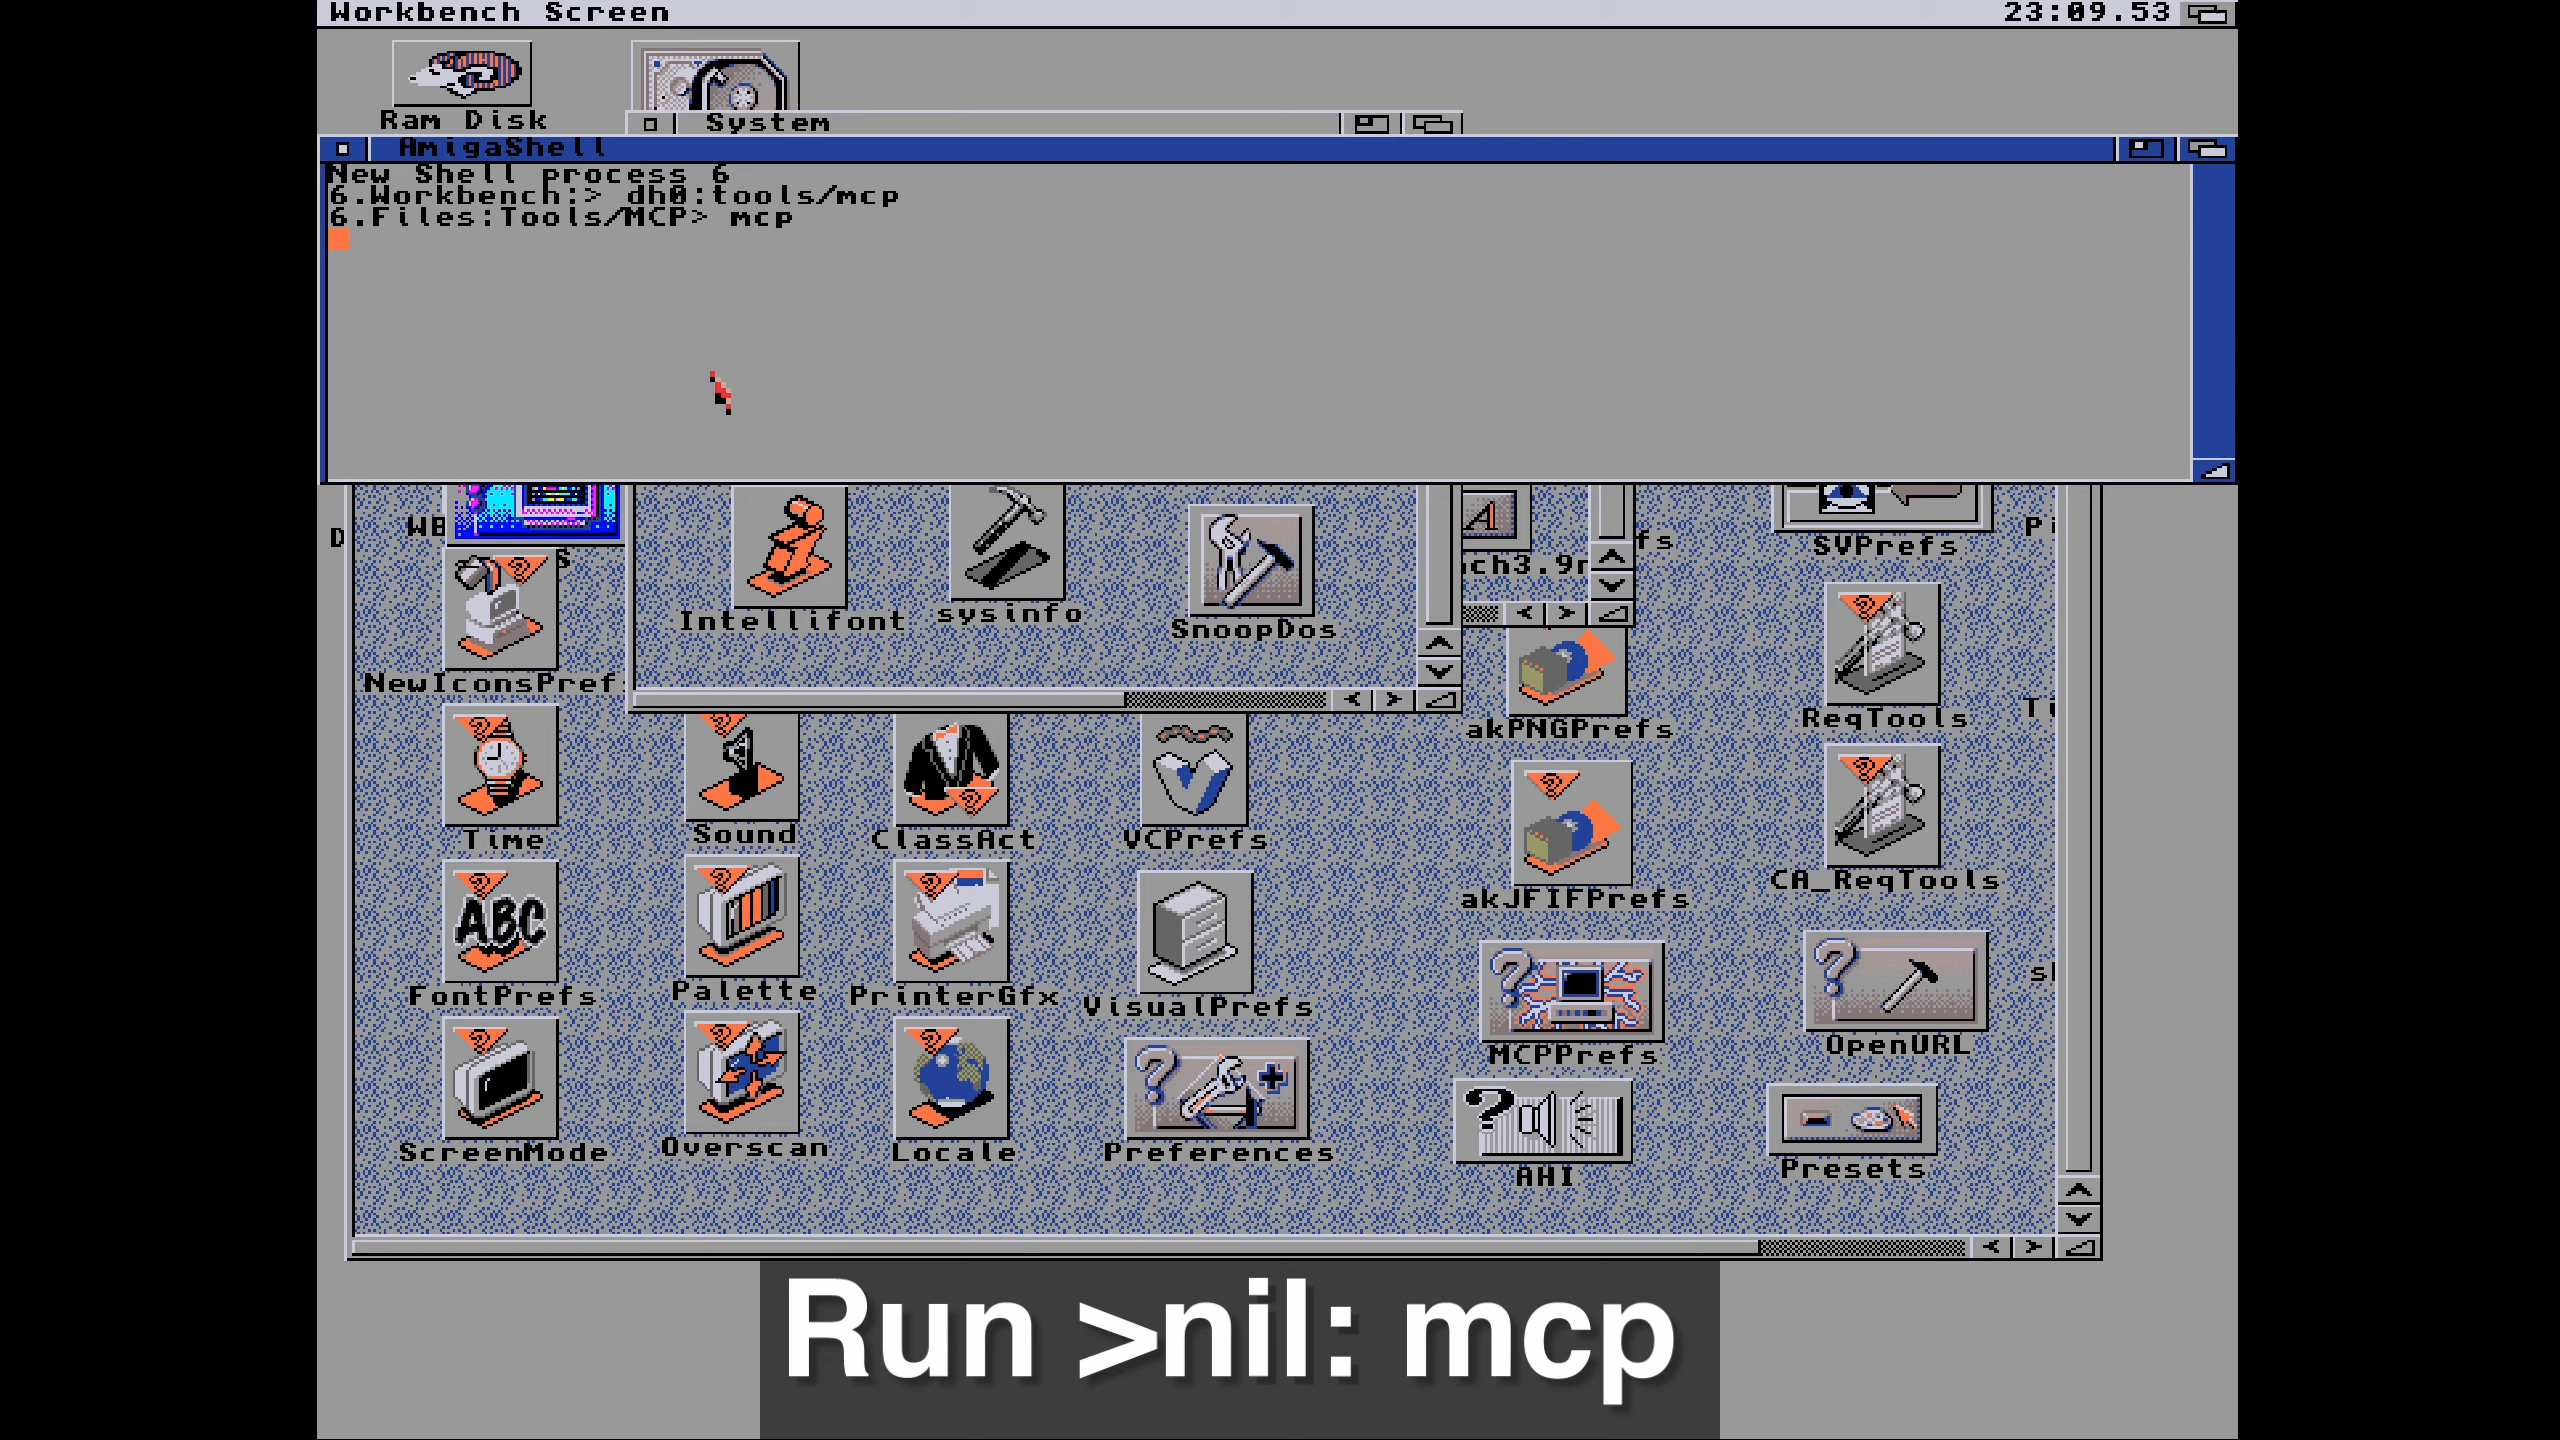 Workbench Screen 23:09.53
Ram Disk
System
AmigaShell
New Shell process 6
6.Workbench:> dh0:tools/mcp
6.Files:Tools/MCP> mcp
Intellifont
sysinfo
SnoopDos
SVPrefs
NewIconsPref
akPNGPrefs
ReqTools
Time
Sound
ClassAct
VCPrefs
akJFIFPrefs
CA_ReqTools
ABC
FontPrefs
Palette
PrinterGfx
VisualPrefs
MCPPrefs
OpenURL
ScreenMode
Overscan
Locale
Preferences
AHI
Presets
Run >nil: mcp